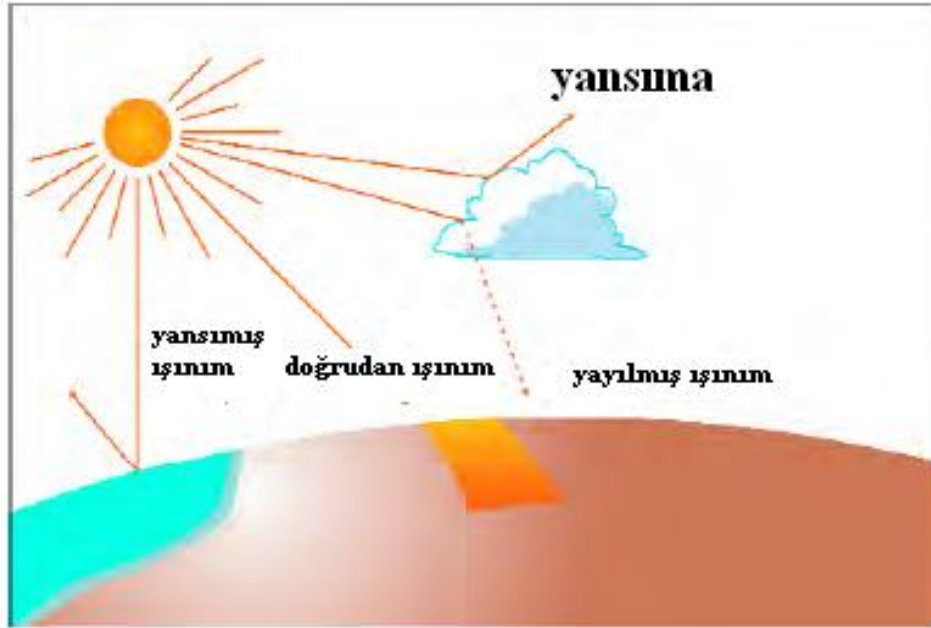 yansıma
yansımış
ışınım
doğrudan ışınım
yayılmış ışınım